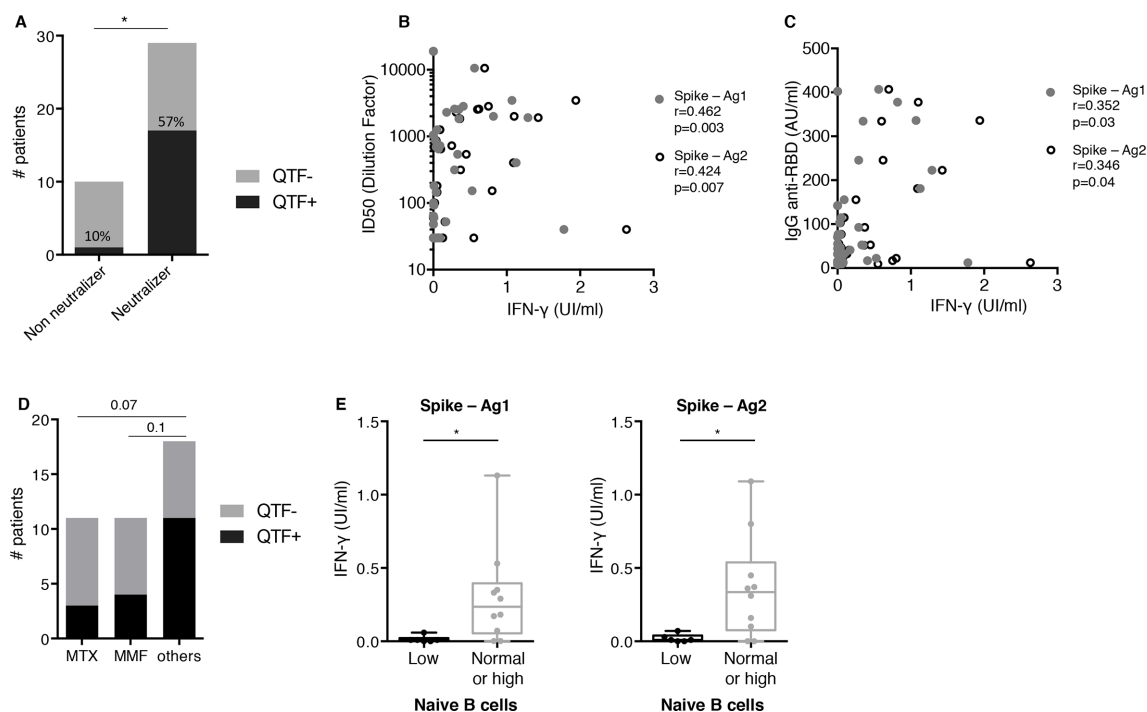 A
*
30
20
10
0
# patients
10%
57%
Non neutralizer
Neutralizer
QTF-
QTF+
B
10000
1000
100
10
ID50 (Dilution Factor)
0 1 2 3
IFN-γ (UI/ml)
Spike – Ag1
r=0.462
p=0.003
Spike – Ag2
r=0.424
p=0.007
C
500
400
300
200
100
0
IgG anti-RBD (AU/ml)
0 1 2 3
IFN-γ (UI/ml)
Spike – Ag1
r=0.352
p=0.03
Spike – Ag2
r=0.346
p=0.04
D
0.07
0.1
20
15
10
5
0
# patients
MTX MMF others
QTF-
QTF+
E
Spike – Ag1
*
1.5
1.0
0.5
0.0
IFN-γ (UI/ml)
Low Normal
or high
Naive B cells
Spike – Ag2
*
1.5
1.0
0.5
0.0
IFN-γ (UI/ml)
Low Normal
or high
Naive B cells